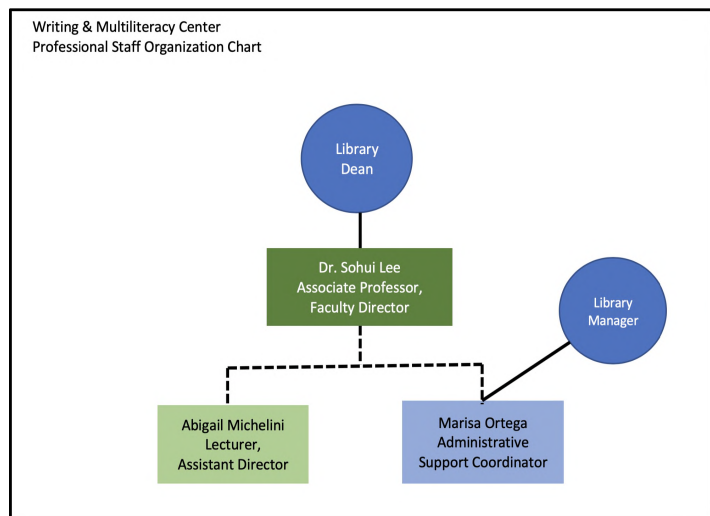 Writing & Multiliteracy Center
Professional Staff Organization Chart
Library
Dean
Dr. Sohui Lee
Associate Professor,
Faculty Director
Library
Manager
Abigail Michelini
Lecturer,
Assistant Director
Marisa Ortega
Administrative
Support Coordinator